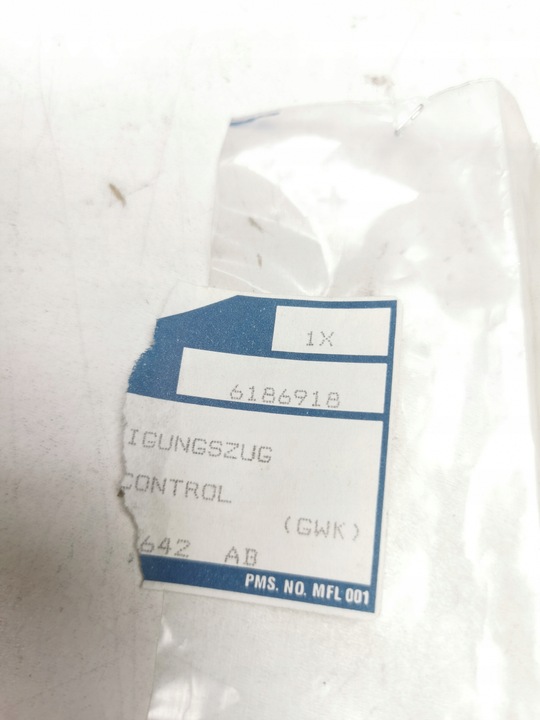 1X
6186918
IGUNGSZUG
CONTROL
(GWK)
642 AB
PMS. NO. MFL 001